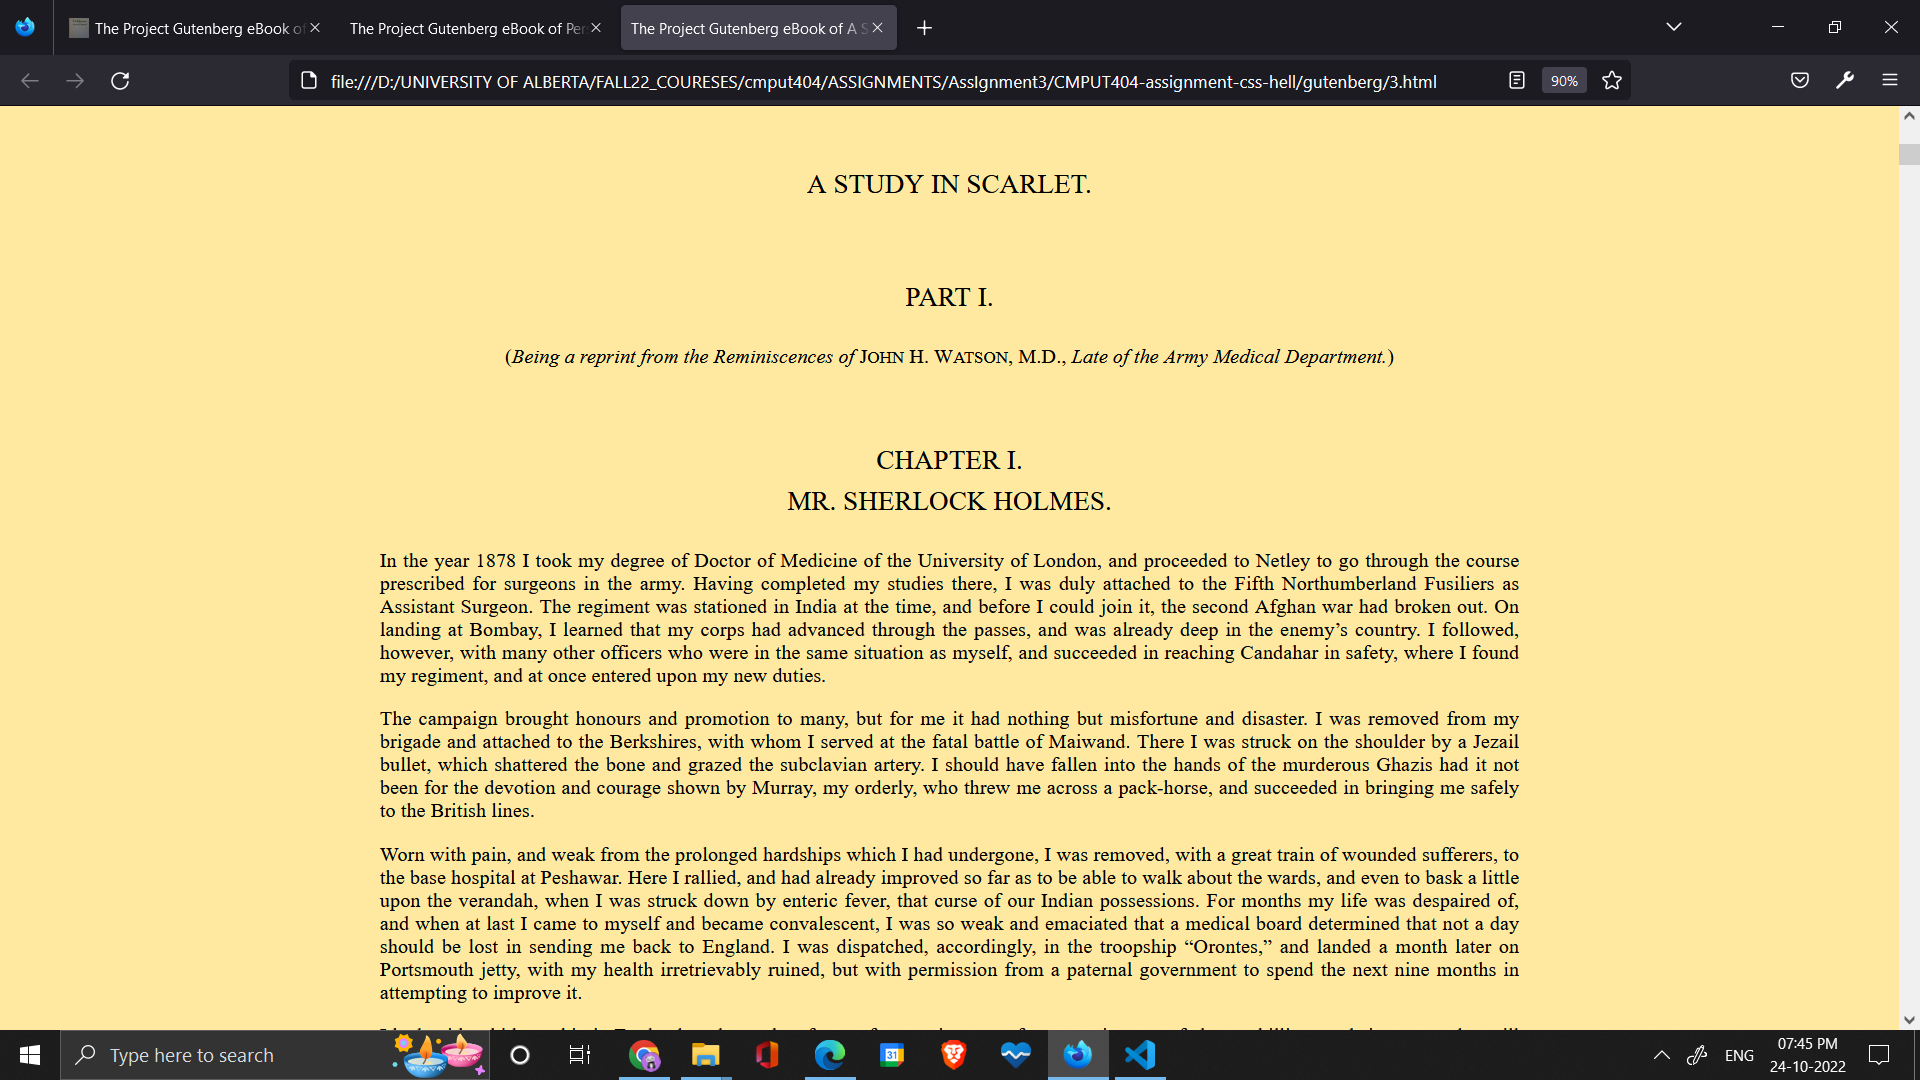 The Project Gutenberg eBook of
The Project Gutenberg eBook of Per
The Project Gutenberg eBook of A S
file:///D:/UNIVERSITY OF ALBERTA/FALL22_COURESES/cmput404/ASSIGNMENTS/AssIgnment3/CMPUT404-assignment-css-hell/gutenberg/3.html
90%
A STUDY IN SCARLET.
PART I.
(Being a reprint from the Reminiscences of JOHN H. WATSON, M.D., Late of the Army Medical Department.)
CHAPTER I.
MR. SHERLOCK HOLMES.
In the year 1878 I took my degree of Doctor of Medicine of the University of London, and proceeded to Netley to go through the course
prescribed for surgeons in the army. Having completed my studies there, I was duly attached to the Fifth Northumberland Fusiliers as
Assistant Surgeon. The regiment was stationed in India at the time, and before I could join it, the second Afghan war had broken out. On
landing at Bombay, I learned that my corps had advanced through the passes, and was already deep in the enemy’s country. I followed,
however, with many other officers who were in the same situation as myself, and succeeded in reaching Candahar in safety, where I found
my regiment, and at once entered upon my new duties.
The campaign brought honours and promotion to many, but for me it had nothing but misfortune and disaster. I was removed from my
brigade and attached to the Berkshires, with whom I served at the fatal battle of Maiwand. There I was struck on the shoulder by a Jezail
bullet, which shattered the bone and grazed the subclavian artery. I should have fallen into the hands of the murderous Ghazis had it not
been for the devotion and courage shown by Murray, my orderly, who threw me across a pack-horse, and succeeded in bringing me safely
to the British lines.
Worn with pain, and weak from the prolonged hardships which I had undergone, I was removed, with a great train of wounded sufferers, to
the base hospital at Peshawar. Here I rallied, and had already improved so far as to be able to walk about the wards, and even to bask a little
upon the verandah, when I was struck down by enteric fever, that curse of our Indian possessions. For months my life was despaired of,
and when at last I came to myself and became convalescent, I was so weak and emaciated that a medical board determined that not a day
should be lost in sending me back to England. I was dispatched, accordingly, in the troopship “Orontes,” and landed a month later on
Portsmouth jetty, with my health irretrievably ruined, but with permission from a paternal government to spend the next nine months in
attempting to improve it.
Type here to search
31
ENG
07:45 PM
24-10-2022